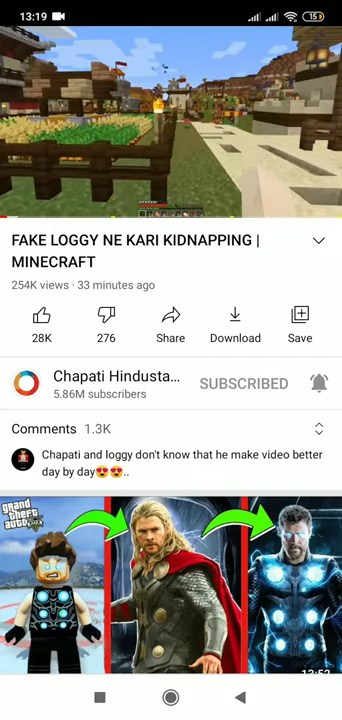 13:19
15
FAKE LOGGY NE KARI KIDNAPPING |
MINECRAFT
254K views · 33 minutes ago
28K
276
Share
Download
Save
Chapati Hindusta...
SUBSCRIBED
5.86M subscribers
Comments 1.3K
Chapati and loggy don't know that he make video better
day by day😍😍..
grand
theft
auto V
13:52